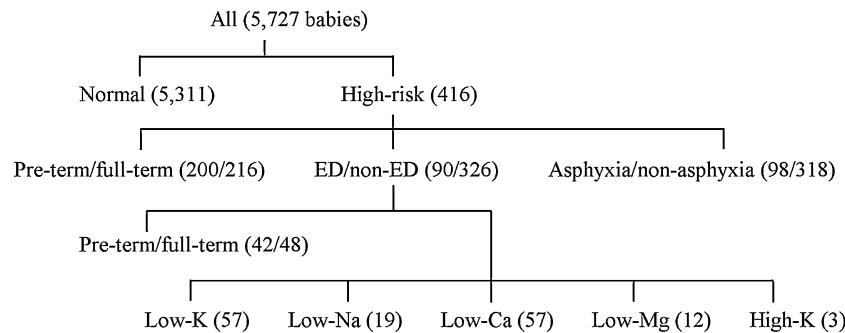 All (5,727 babies)
Normal (5,311) High-risk (416)
Pre-term/full-term (200/216) ED/non-ED (90/326) Asphyxia/non-asphyxia (98/318)
Pre-term/full-term (42/48)
Low-K (57) Low-Na (19) Low-Ca (57) Low-Mg (12) High-K (3)